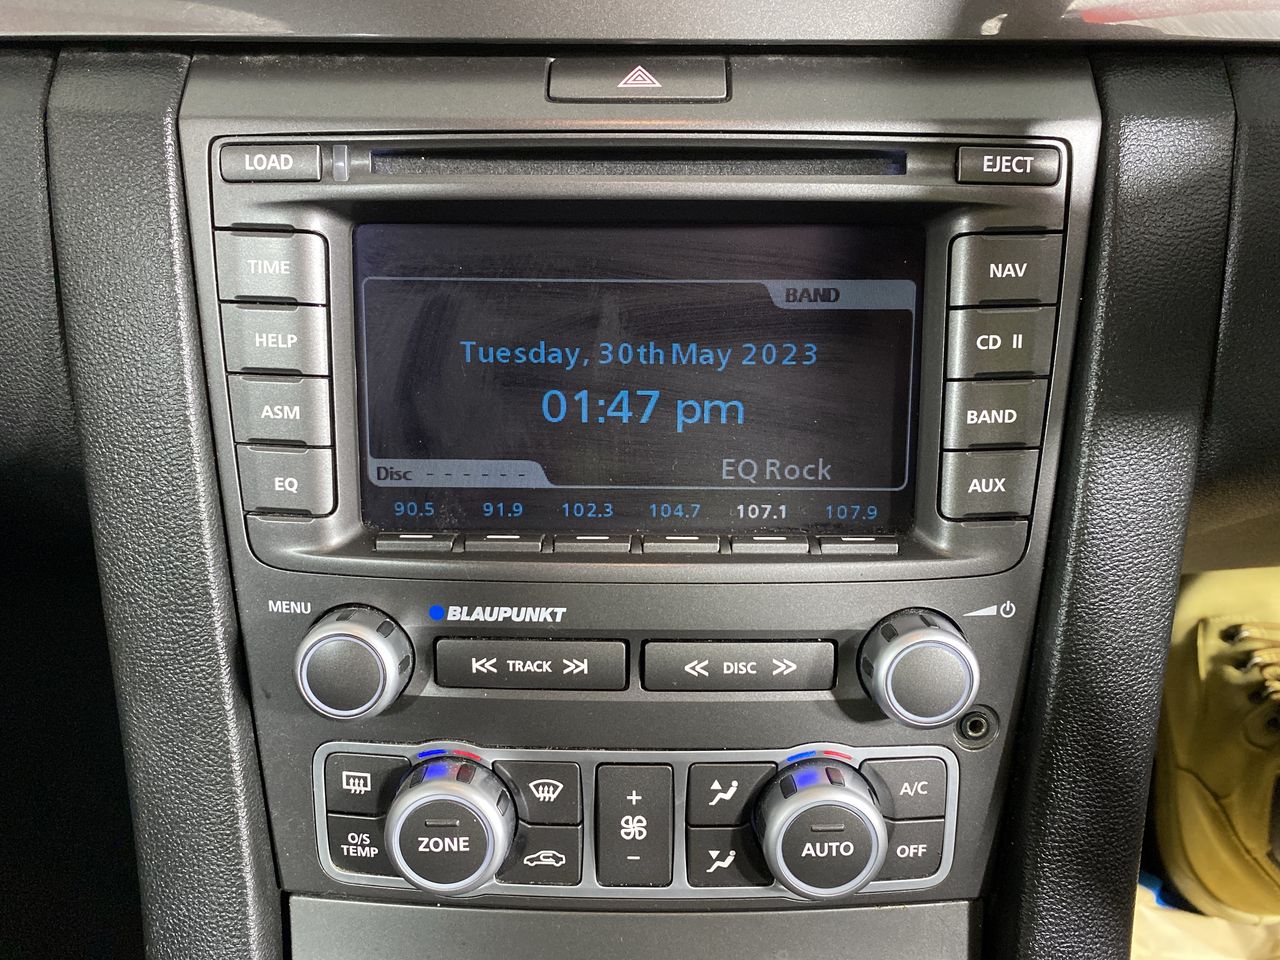 LOAD
EJECT
TIME
NAV
BAND
HELP
CD II
Tuesday, 30th May 2023
ASM
01:47 pm
BAND
EQ
Disc - - - - - -
EQ Rock
AUX
90.5 91.9 102.3 104.7 107.1 107.9
MENU
BLAUPUNKT
TRACK
DISC
A/C
O/S
TEMP
ZONE
+
-
AUTO
OFF